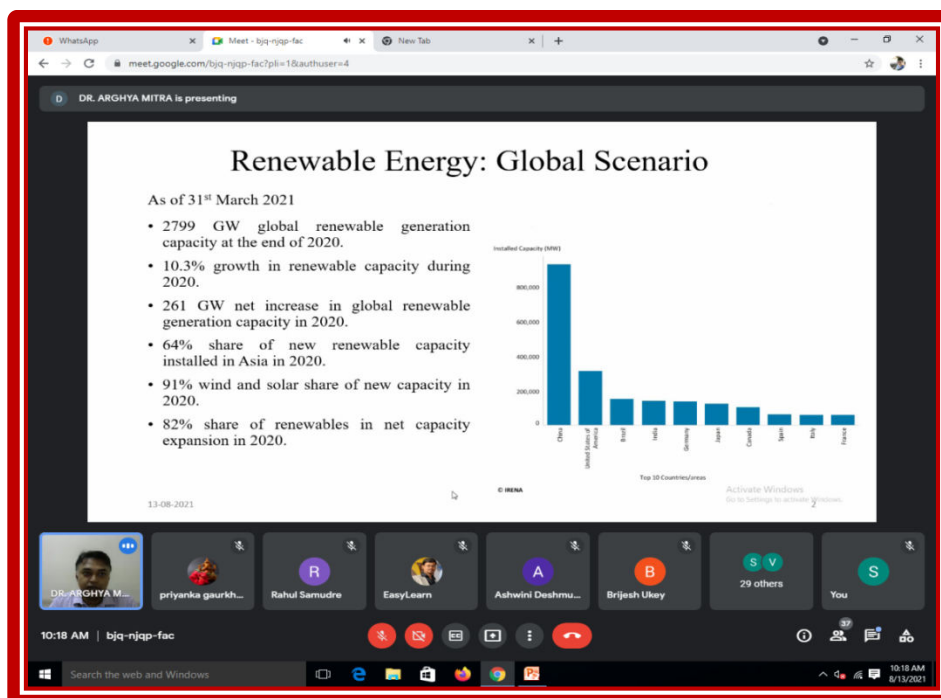 WhatsApp
Meet - bjq-njqp-fac
New Tab
meet.google.com/bjq-njqp-fac?pli=1&authuser=4
D DR. ARGHYA MITRA is presenting
Renewable Energy: Global Scenario
As of 31st March 2021
• 2799 GW global renewable generation
capacity at the end of 2020.
• 10.3% growth in renewable capacity during
2020.
• 261 GW net increase in global renewable
generation capacity in 2020.
• 64% share of new renewable capacity
installed in Asia in 2020.
• 91% wind and solar share of new capacity in
2020.
• 82% share of renewables in net capacity
expansion in 2020.
Installed Capacity (MW)
800,000
600,000
400,000
200,000
0
China
United States of
America
Brazil
India
Germany
Japan
Canada
Spain
Italy
France
Top 10 Countries/areas
© IRENA
Activate Windows
Go to Settings to activate Windows.
13-08-2021
2
DR. ARGHYA M...
priyanka gaurkh...
R
Rahul Samudre
EasyLearn
A
Ashwini Deshmu...
B
Brijesh Ukey
S V
29 others
S
You
10:18 AM | bjq-njqp-fac
CC
37
Search the web and Windows
10:18 AM
8/13/2021